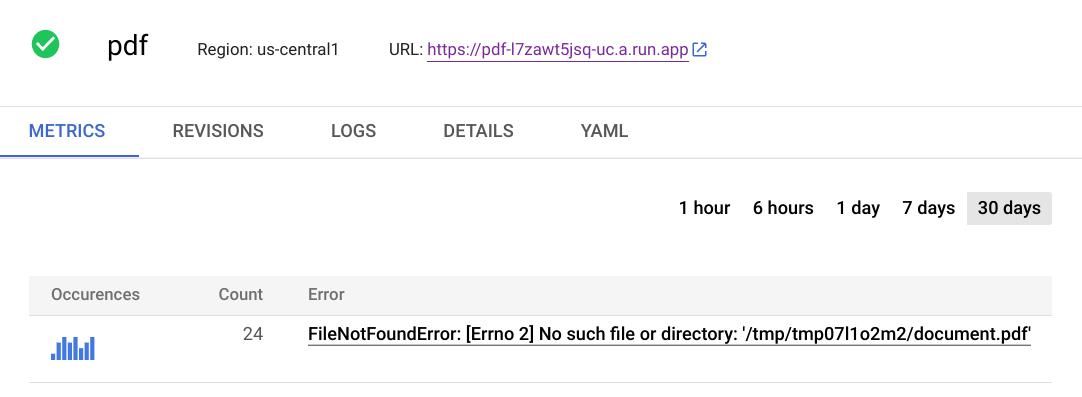 pdf Region: us-central1 URL: https://pdf-l7zawt5jsq-uc.a.run.app
METRICS REVISIONS LOGS DETAILS YAML
1 hour 6 hours 1 day 7 days 30 days
Occurences Count Error
24 FileNotFoundError: [Errno 2] No such file or directory: '/tmp/tmp07l1o2m2/document.pdf'